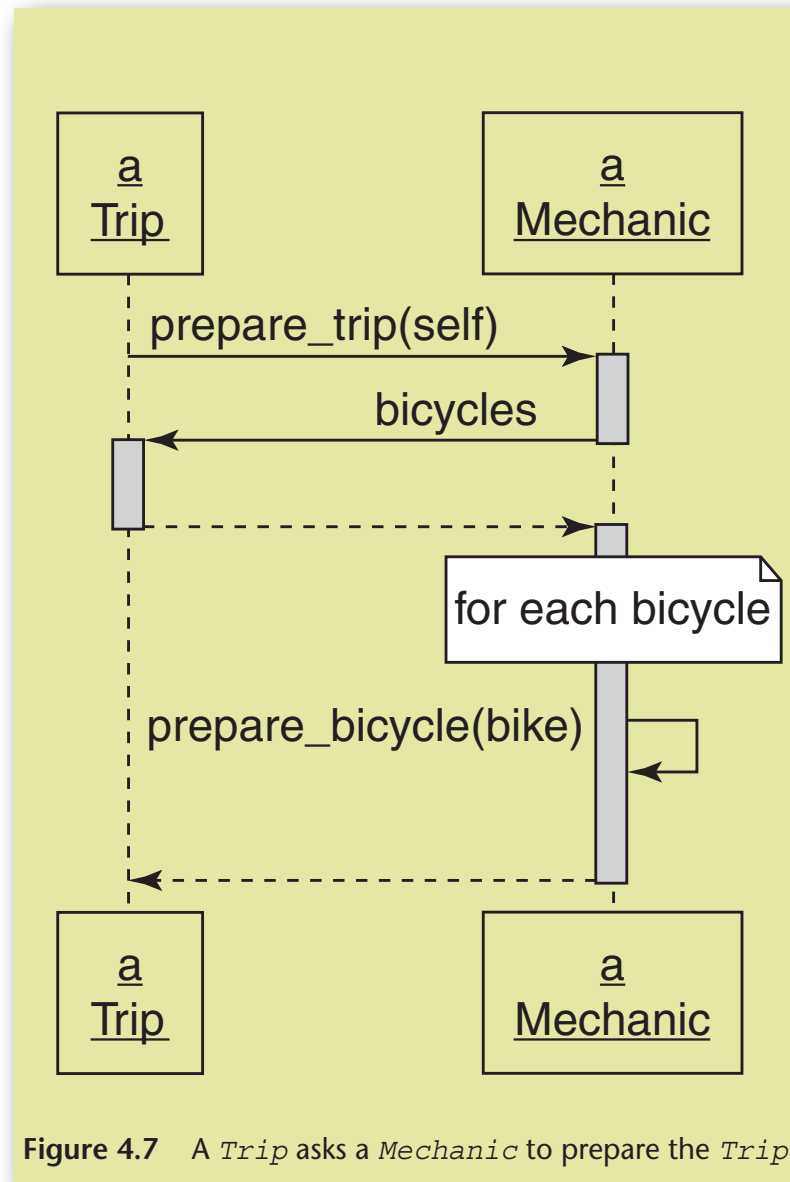 a
Trip
a
Mechanic
prepare_trip(self)
bicycles
for each bicycle
prepare_bicycle(bike)
a
Trip
a
Mechanic
Figure 4.7 A Trip asks a Mechanic to prepare the Trip